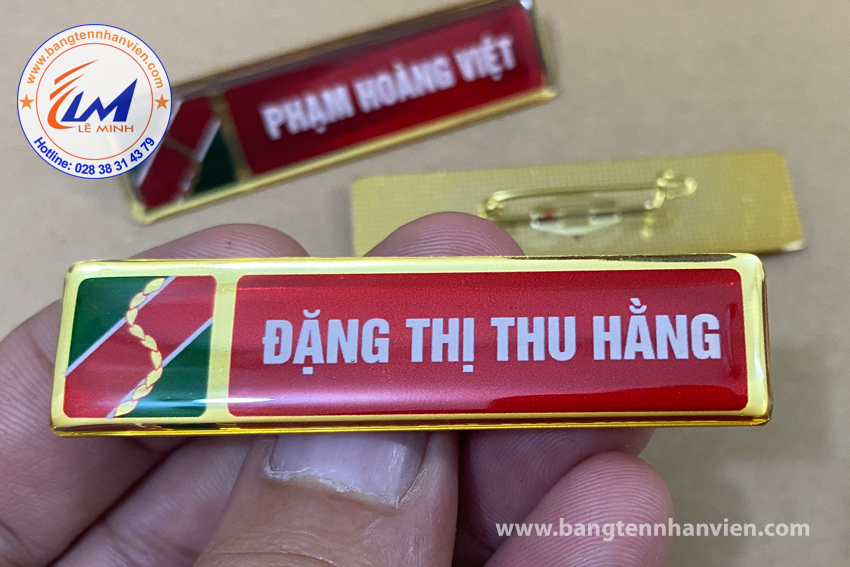 www.bangtennhanvien.com
LM
LÊ MINH
Hotline: 028 38 31 43 79
PHẠM HOÀNG VIỆT
ĐẶNG THỊ THU HẰNG
www.bangtennhanvien.com